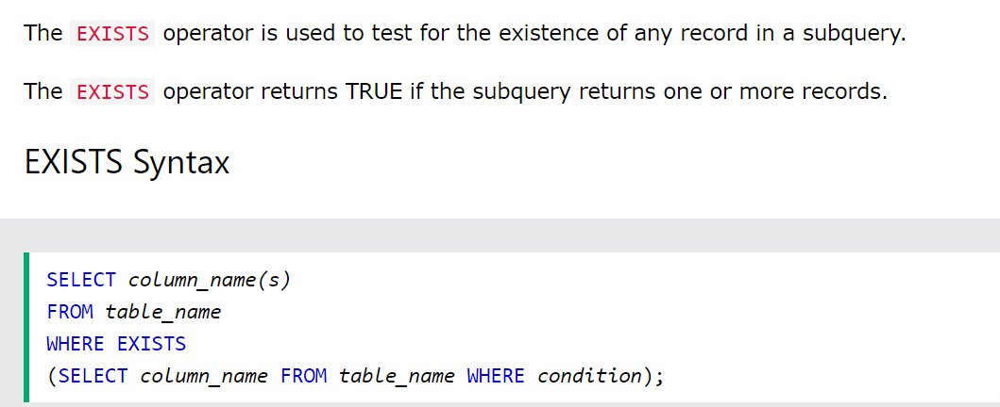 The EXISTS operator is used to test for the existence of any record in a subquery.
The EXISTS operator returns TRUE if the subquery returns one or more records.
EXISTS Syntax
SELECT column_name(s)
FROM table_name
WHERE EXISTS
(SELECT column_name FROM table_name WHERE condition);